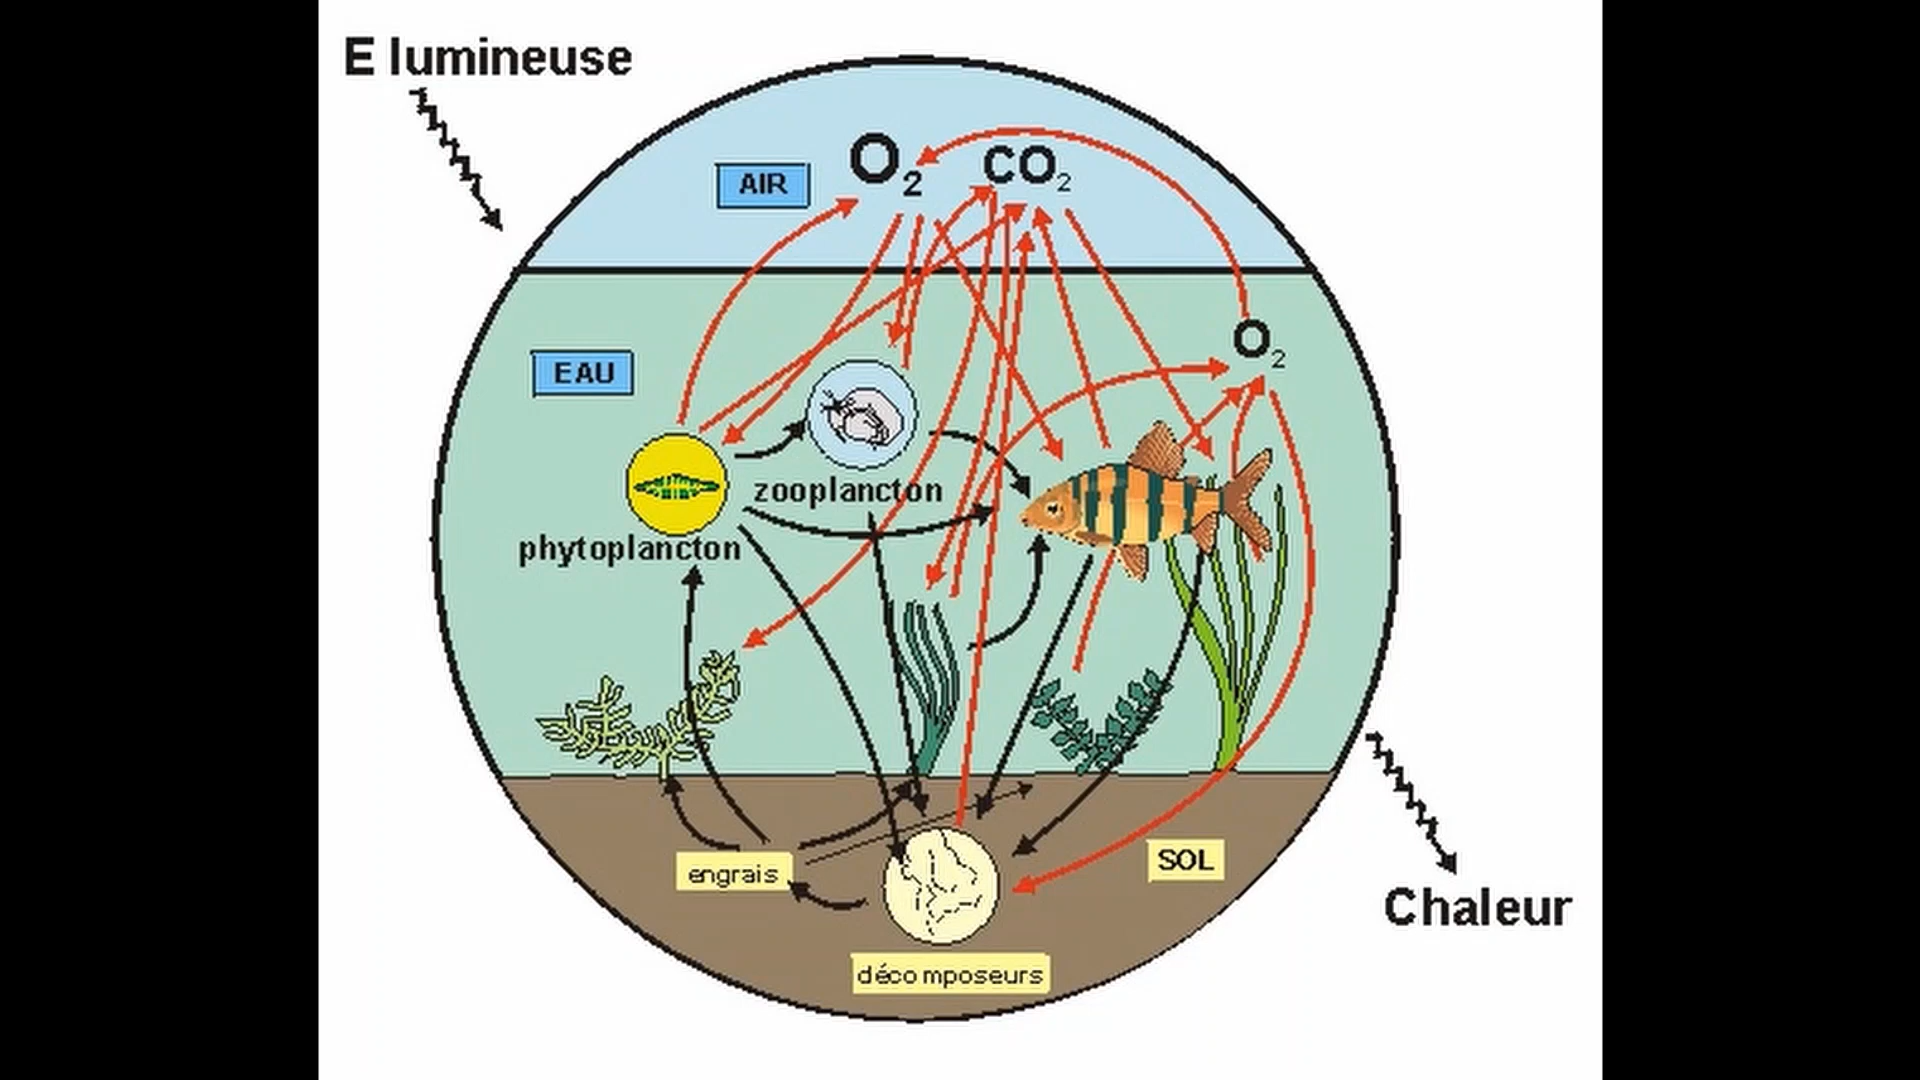 E lumineuse
AIR
O2
CO2
EAU
O2
zooplancton
phytoplancton
engrais
SOL
Chaleur
décomposeurs